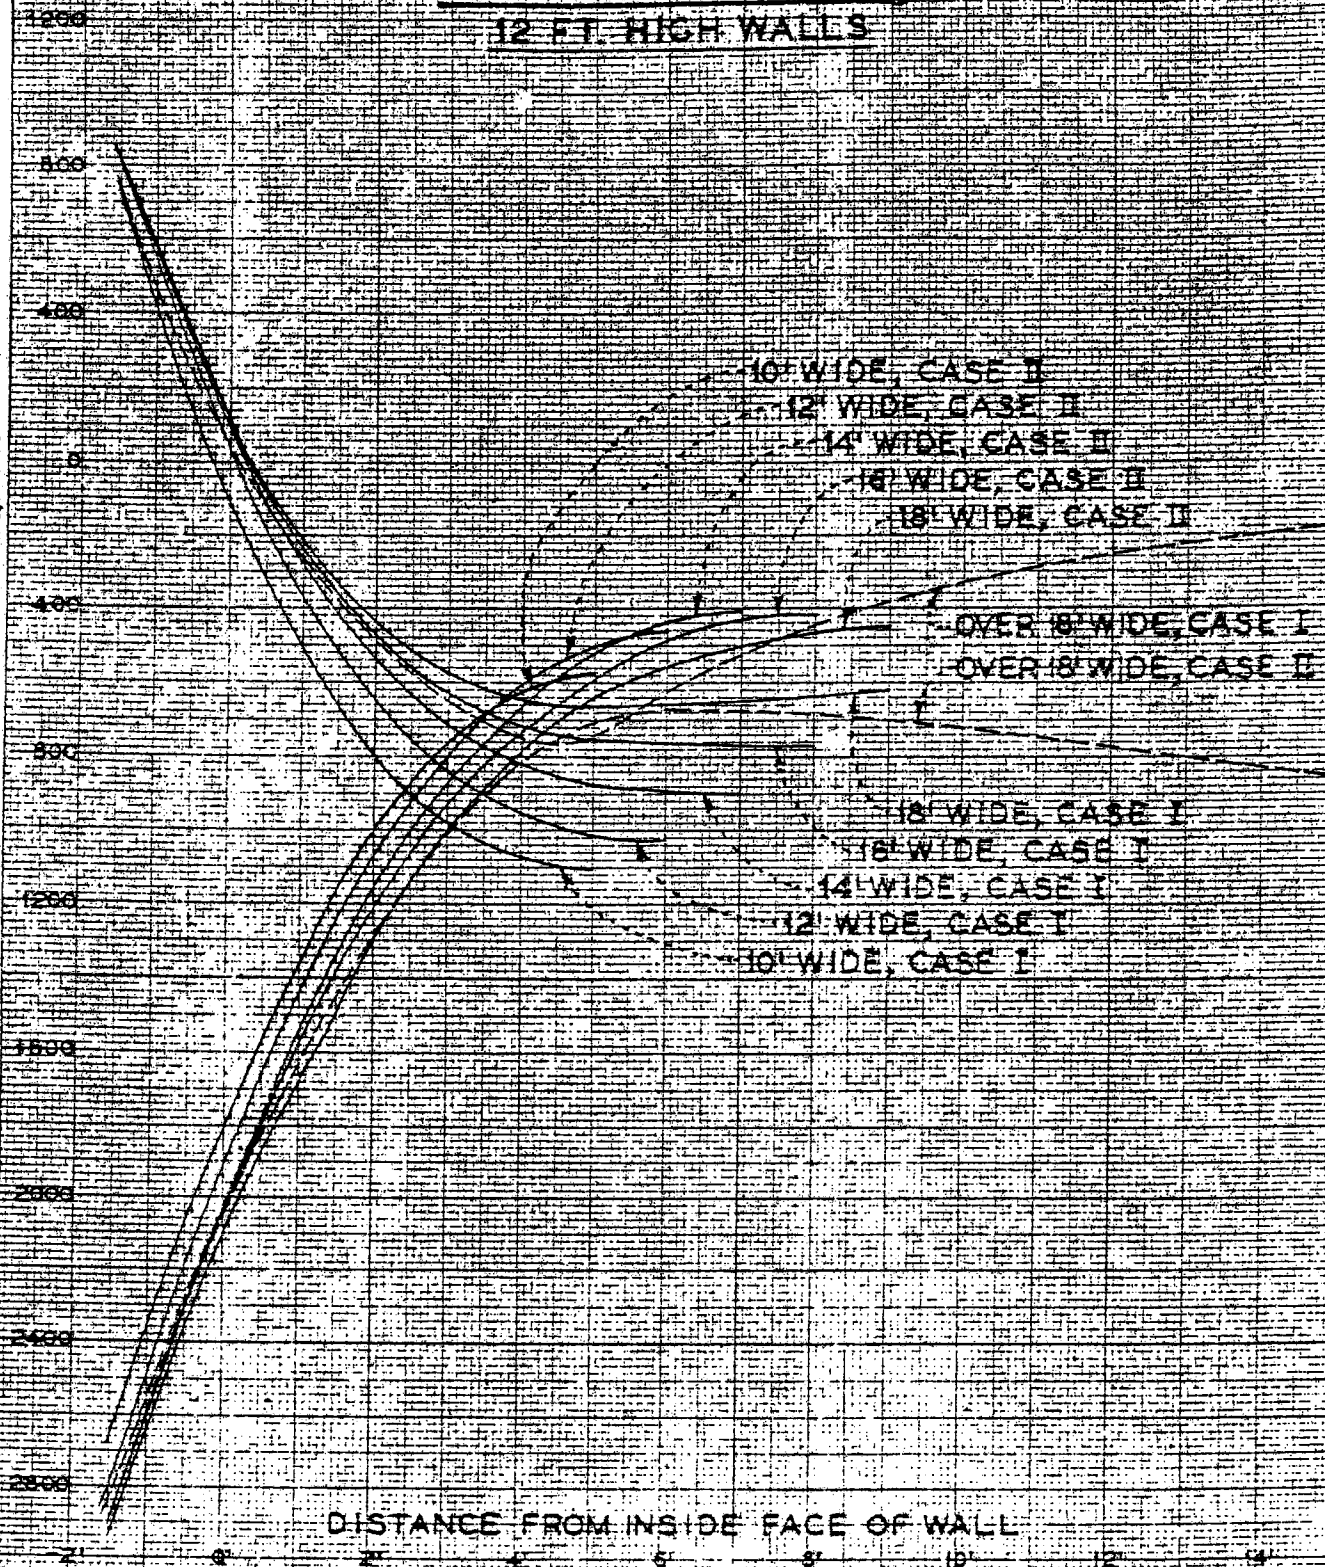 1200
12 FT. HIGH WALLS
800
400
0
10' WIDE, CASE II
12' WIDE, CASE II
14' WIDE, CASE II
16' WIDE, CASE II
18' WIDE, CASE II
400
OVER 18' WIDE, CASE I
OVER 18' WIDE, CASE II
800
18' WIDE, CASE I
16' WIDE, CASE I
14' WIDE, CASE I
12' WIDE, CASE I
10' WIDE, CASE I
1200
1600
2000
2400
2800
DISTANCE FROM INSIDE FACE OF WALL
2' 0' 2' 4' 6' 8' 10' 12' 14'